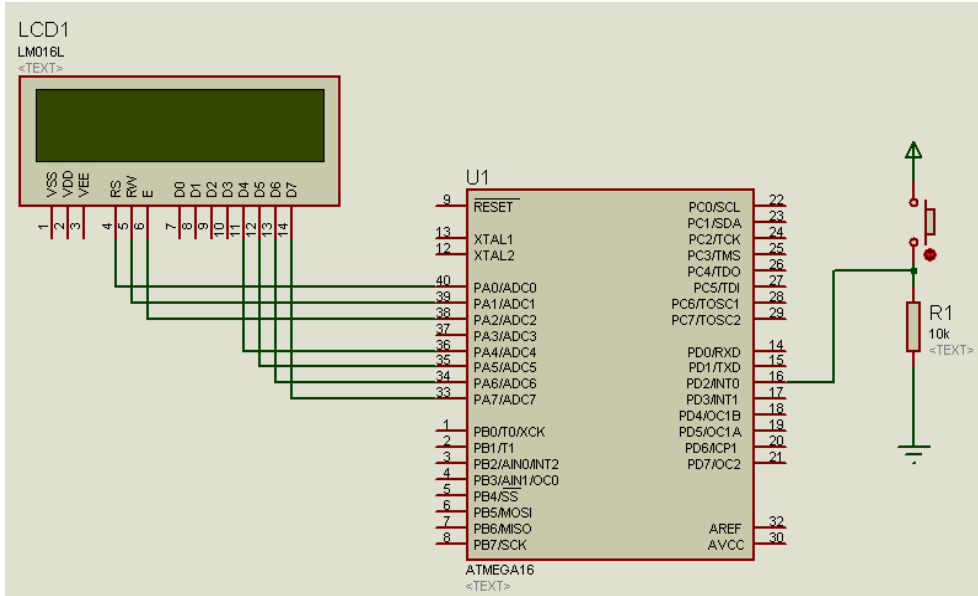 LCD1
LM016L
<TEXT>
VSS
VDD
VEE
RS
RW
E
D0
D1
D2
D3
D4
D5
D6
D7
1
2
3
4
5
6
7
8
9
10
11
12
13
14
U1
9 RESET
13 XTAL1
12 XTAL2
40 PA0/ADC0
39 PA1/ADC1
38 PA2/ADC2
37 PA3/ADC3
36 PA4/ADC4
35 PA5/ADC5
34 PA6/ADC6
33 PA7/ADC7
1 PB0/T0/XCK
2 PB1/T1
3 PB2/AIN0/INT2
4 PB3/AIN1/OC0
5 PB4/SS
6 PB5/MOSI
7 PB6/MISO
8 PB7/SCK
PC0/SCL 22
PC1/SDA 23
PC2/TCK 24
PC3/TMS 25
PC4/TDO 26
PC5/TDI 27
PC6/TOSC1 28
PC7/TOSC2 29
PD0/RXD 14
PD1/TXD 15
PD2/INT0 16
PD3/INT1 17
PD4/OC1B 18
PD5/OC1A 19
PD6/ICP1 20
PD7/OC2 21
AREF 32
AVCC 30
ATMEGA16
<TEXT>
R1
10k
<TEXT>